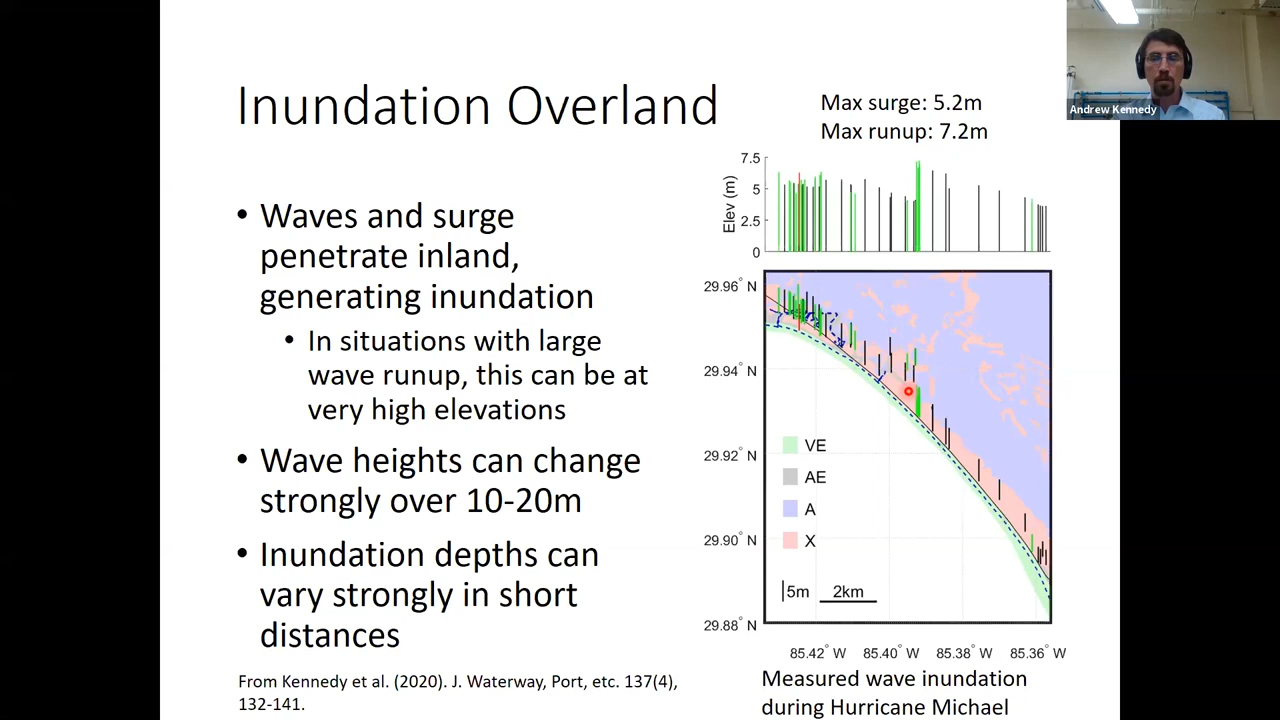 Inundation Overland
• Waves and surge
penetrate inland,
generating inundation
• In situations with large
wave runup, this can be at
very high elevations
• Wave heights can change
strongly over 10-20m
• Inundation depths can
vary strongly in short
distances
From Kennedy et al. (2020). J. Waterway, Port, etc. 137(4),
132-141.
Max surge: 5.2m
Max runup: 7.2m
Elev (m)
7.5
5
2.5
0
29.96° N
29.94° N
29.92° N
29.90° N
29.88° N
VE
AE
A
X
5m 2km
85.42° W 85.40° W 85.38° W 85.36° W
Measured wave inundation
during Hurricane Michael
Andrew Kennedy